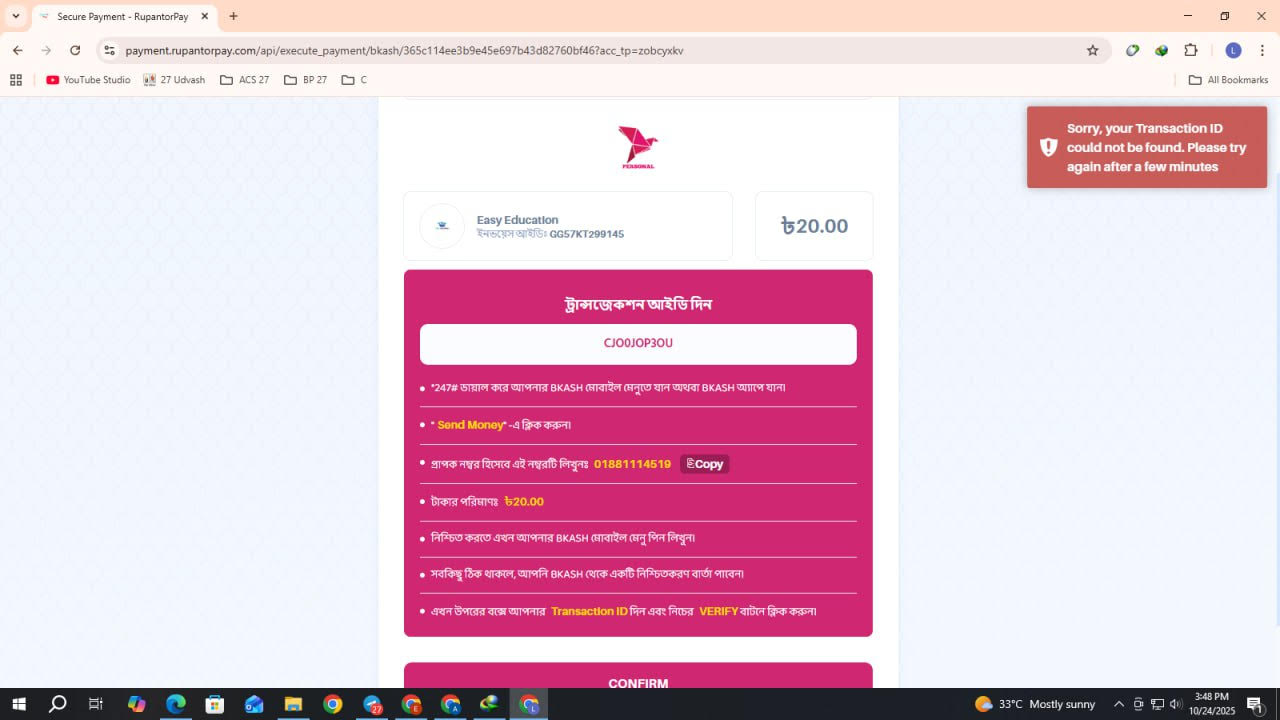 Secure Payment - RupantorPay
payment.rupantorpay.com/api/execute_payment/bkash/365c114ee3b9e45e697b43d82760bf46?acc_tp=zobcyxkv
L
YouTube Studio
27 Udvash
ACS 27
BP 27
C
All Bookmarks
Sorry, your Transaction ID
could not be found. Please try
again after a few minutes
PERSONAL
Easy Education
ইনভয়েস আইডিঃ GG57KT299145
৳20.00
ট্রান্সজেকশন আইডি দিন
CJO0JOP3OU
*247# ডায়াল করে আপনার BKASH মোবাইল মেনুতে যান অথবা BKASH অ্যাপে যান।
" Send Money" -এ ক্লিক করুন।
প্রাপক নম্বর হিসেবে এই নম্বরটি লিখুনঃ 01881114519 Copy
টাকার পরিমাণঃ ৳20.00
নিশ্চিত করতে এখন আপনার BKASH মোবাইল মেনু পিন লিখুন।
সবকিছু ঠিক থাকলে, আপনি BKASH থেকে একটি নিশ্চিতকরণ বার্তা পাবেন।
এখন উপরের বক্সে আপনার Transaction ID দিন এবং নিচের VERIFY বাটনে ক্লিক করুন।
CONFIRM
27
E
A
L
33°C Mostly sunny
3:48 PM
10/24/2025
1